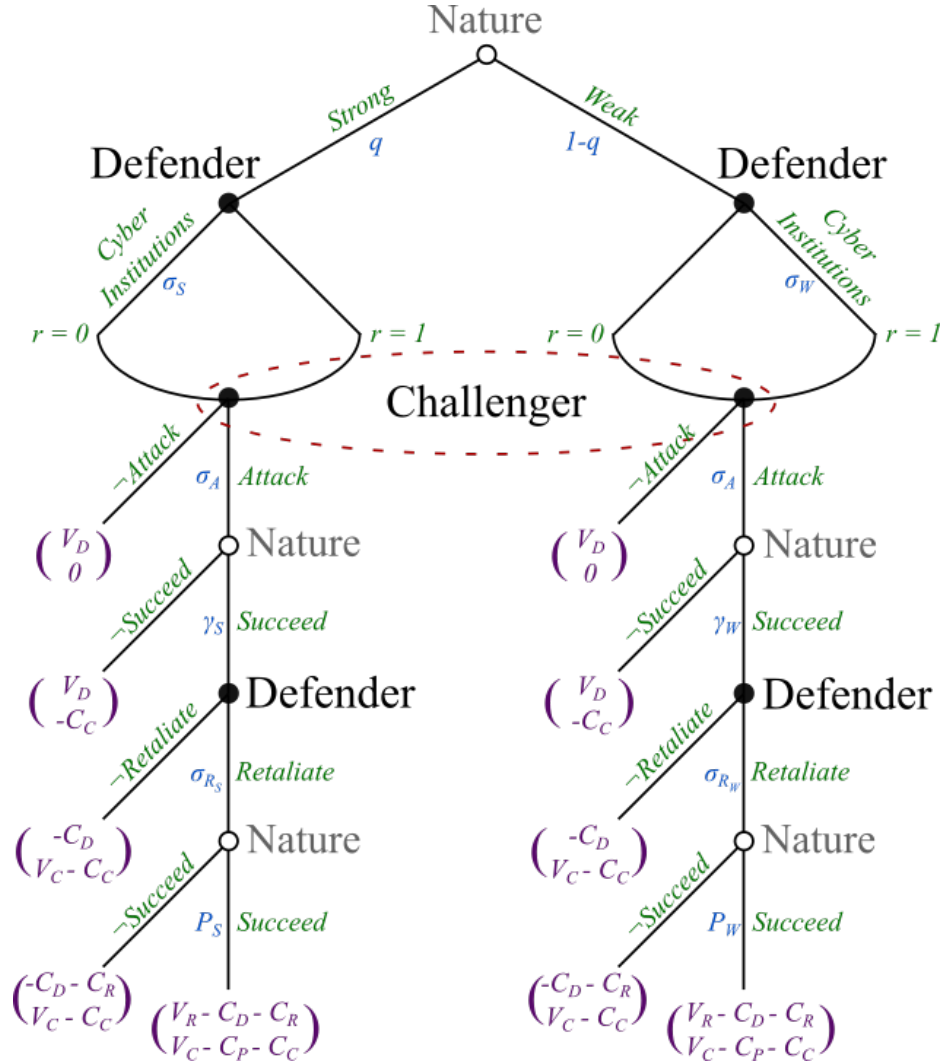 Nature
Strong
Weak
q
1-q
Defender
Defender
Cyber
Institutions
Cyber
Institutions
σ_S
σ_W
r = 0
r = 1
r = 0
r = 1
Challenger
¬Attack
σ_A
Attack
¬Attack
σ_A
Attack
V_D
0
Nature
V_D
0
Nature
¬Succeed
γ_S
Succeed
¬Succeed
γ_W
Succeed
V_D
-C_C
Defender
V_D
-C_C
Defender
¬Retaliate
σ_{R_S}
Retaliate
¬Retaliate
σ_{R_W}
Retaliate
-C_D
V_C - C_C
Nature
-C_D
V_C - C_C
Nature
¬Succeed
P_S
Succeed
¬Succeed
P_W
Succeed
-C_D - C_R
V_C - C_C
V_R - C_D - C_R
V_C - C_P - C_C
-C_D - C_R
V_C - C_C
V_R - C_D - C_R
V_C - C_P - C_C